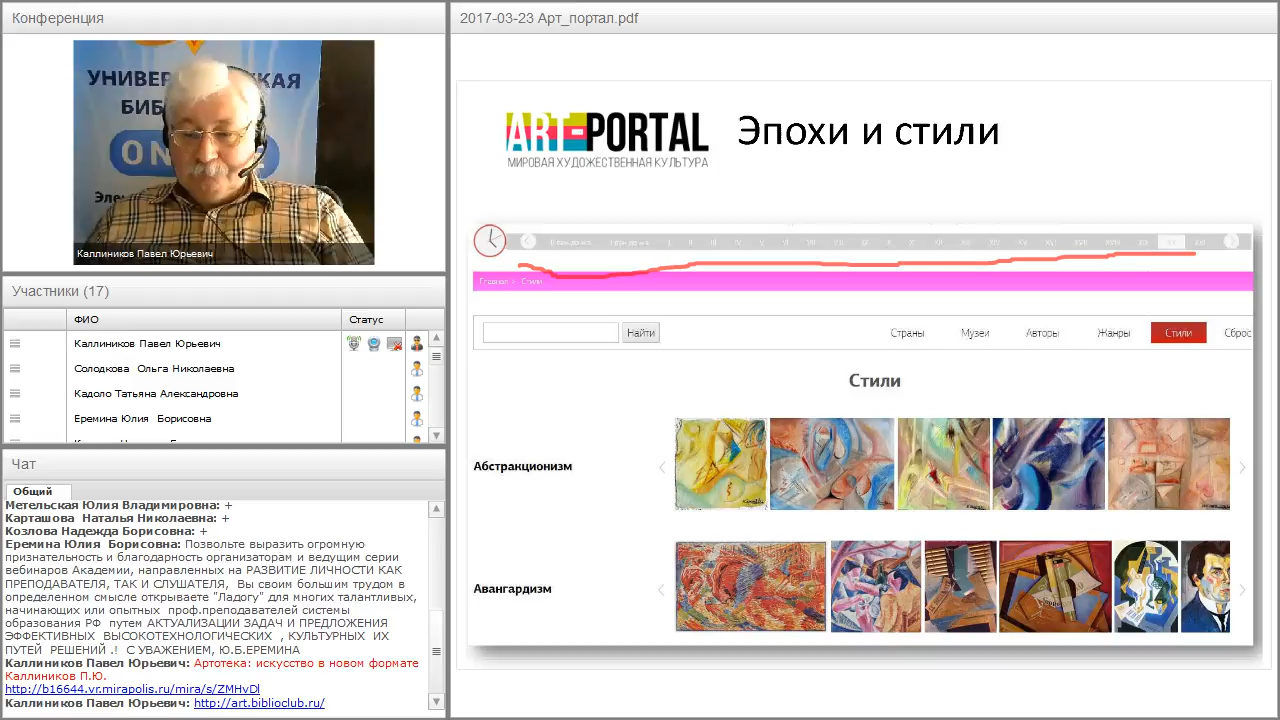 Конференция
УНИВЕР
КАЯ
БИБ
ON
Эле
Каллиников Павел Юрьевич
Участники (17)
ФИО
Статус
Каллиников Павел Юрьевич
Солодкова Ольга Николаевна
Кадоло Татьяна Александровна
Еремина Юлия Борисовна
Чат
Общий
Метельская Юлия Владимировна: +
Карташова Наталья Николаевна: +
Козлова Надежда Борисовна: +
Еремина Юлия Борисовна: Позвольте выразить огромную
признательность и благодарность организаторам и ведущим серии
вебинаров Академии, направленных на РАЗВИТИЕ ЛИЧНОСТИ КАК
ПРЕПОДАВАТЕЛЯ, ТАК И СЛУШАТЕЛЯ, Вы своим большим трудом в
определенном смысле открываете "Ладогу" для многих талантливых,
начинающих или опытных проф.преподавателей системы
образования РФ путем АКТУАЛИЗАЦИИ ЗАДАЧ И ПРЕДЛОЖЕНИЯ
ЭФФЕКТИВНЫХ ВЫСОКОТЕХНОЛОГИЧЕСКИХ , КУЛЬТУРНЫХ ИХ
ПУТЕЙ РЕШЕНИЙ .! С УВАЖЕНИЕМ, Ю.Б.ЕРЕМИНА
Каллиников Павел Юрьевич: Артотека: искусство в новом формате
Каллиников П.Ю.
http://b16644.vr.mirapolis.ru/mira/s/ZMHvDl
Каллиников Павел Юрьевич: http://art.biblioclub.ru/
2017-03-23 Арт_портал.pdf
ART-PORTAL
МИРОВАЯ ХУДОЖЕСТВЕННАЯ КУЛЬТУРА
Эпохи и стили
Главная > Стили
Найти
Страны Музеи Авторы Жанры Стили Сброс
Стили
Абстракционизм
Авангардизм